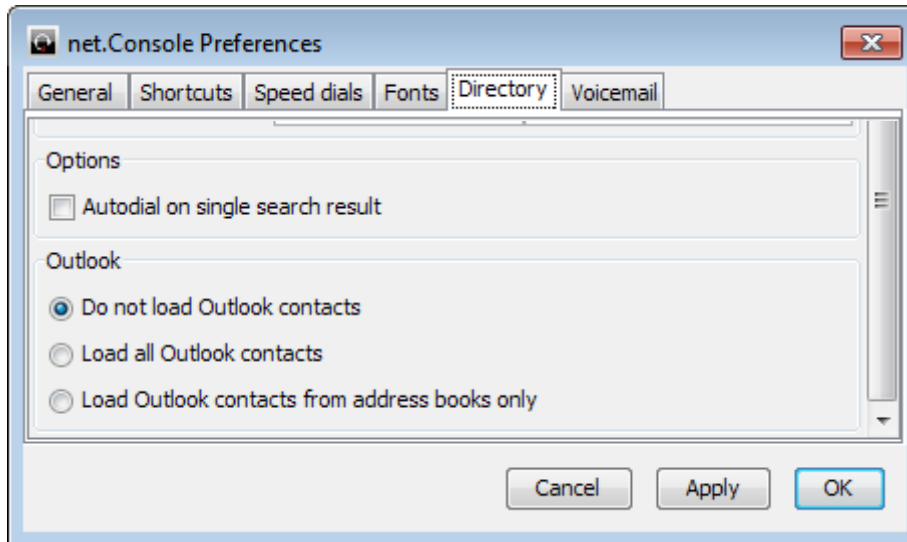 net.Console Preferences
General Shortcuts Speed dials Fonts Directory Voicemail
Options
Autodial on single search result
Outlook
Do not load Outlook contacts
Load all Outlook contacts
Load Outlook contacts from address books only
Cancel Apply OK